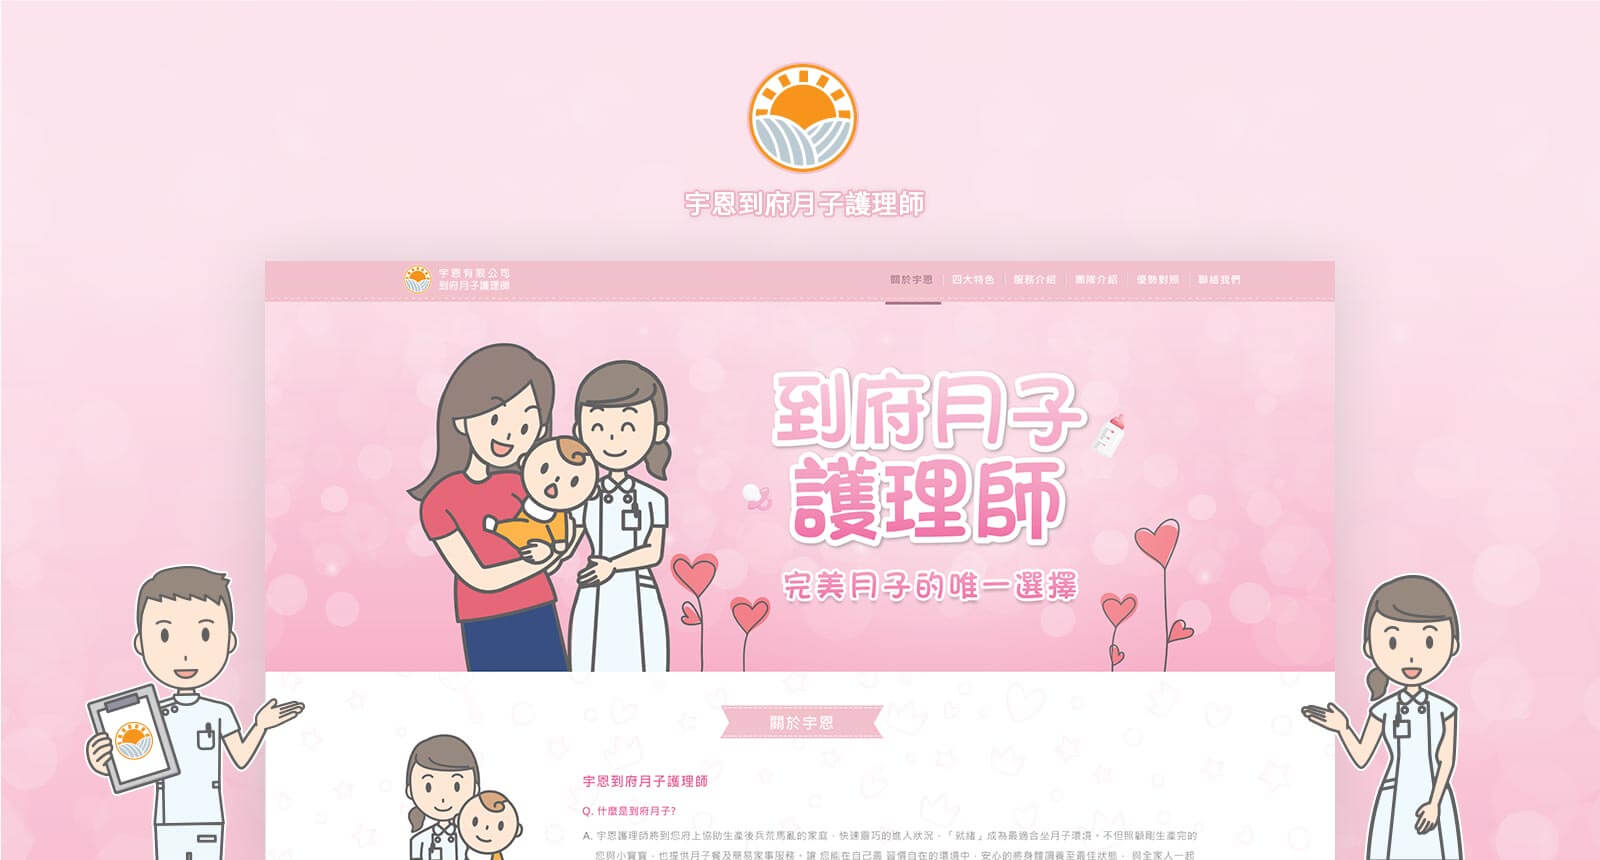 宇恩到府月子護理師
宇恩有限公司
到府月子護理師
關於宇恩 四大特色 服務介紹 團隊介紹 優勢對照 聯絡我們
到府月子
護理師
完美月子的唯一選擇
關於宇恩
宇恩到府月子護理師
Q. 什麼是到府月子?
A. 宇恩護理師將到您府上協助生產後兵荒馬亂的家庭，快速靈巧的進入狀況，「就緒」成為最適合坐月子環境。不但照顧剛生產完的
您與小寶寶，也提供月子餐及簡易家事服務。讓 您能在自己最 習慣自在的環境中，安心的將身體調養至最佳狀態， 與全家人一起